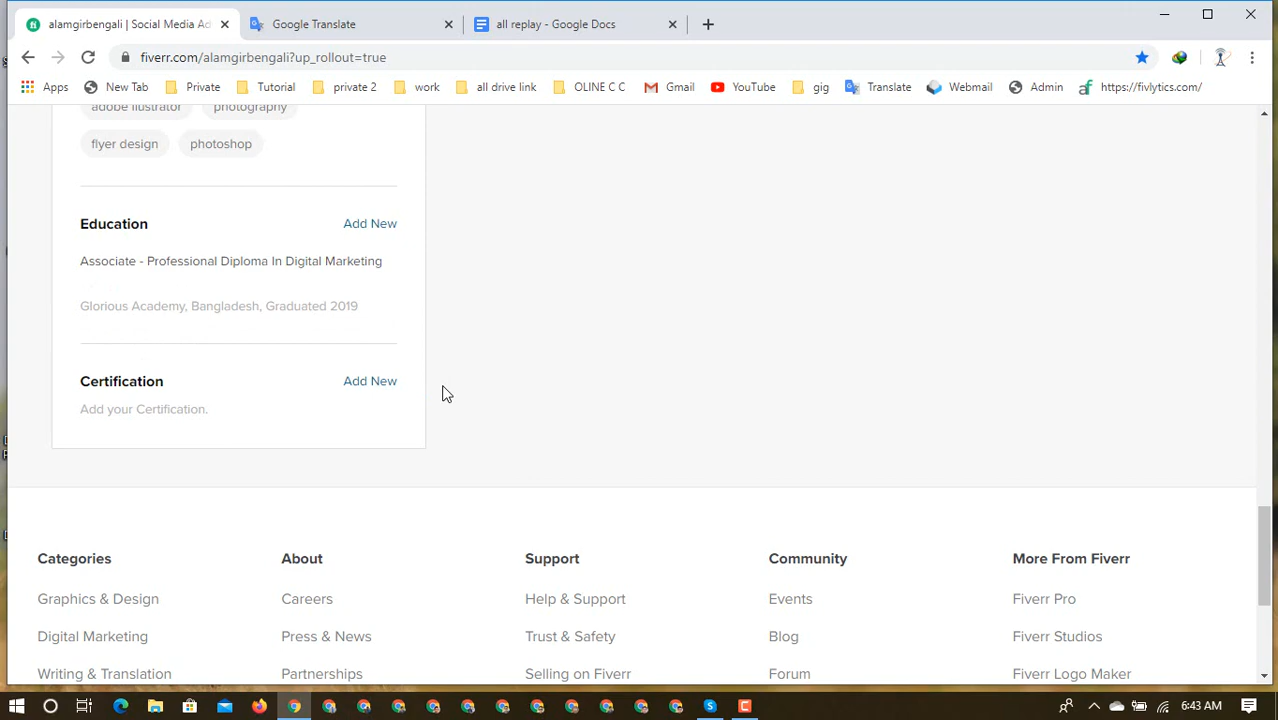 alamgirbengali | Social Media Ad
Google Translate
all replay - Google Docs
fiverr.com/alamgirbengali?up_rollout=true
Apps New Tab Private Tutorial private 2 work all drive link OLINE C C Gmail YouTube gig Translate Webmail Admin https://fivlytics.com/
adobe illustrator photography
flyer design photoshop
Education Add New
Associate - Professional Diploma In Digital Marketing
Glorious Academy, Bangladesh, Graduated 2019
Certification Add New
Add your Certification.
Categories About Support Community More From Fiverr
Graphics & Design Careers Help & Support Events Fiverr Pro
Digital Marketing Press & News Trust & Safety Blog Fiverr Studios
Writing & Translation Partnerships Selling on Fiverr Forum Fiverr Logo Maker
6:43 AM